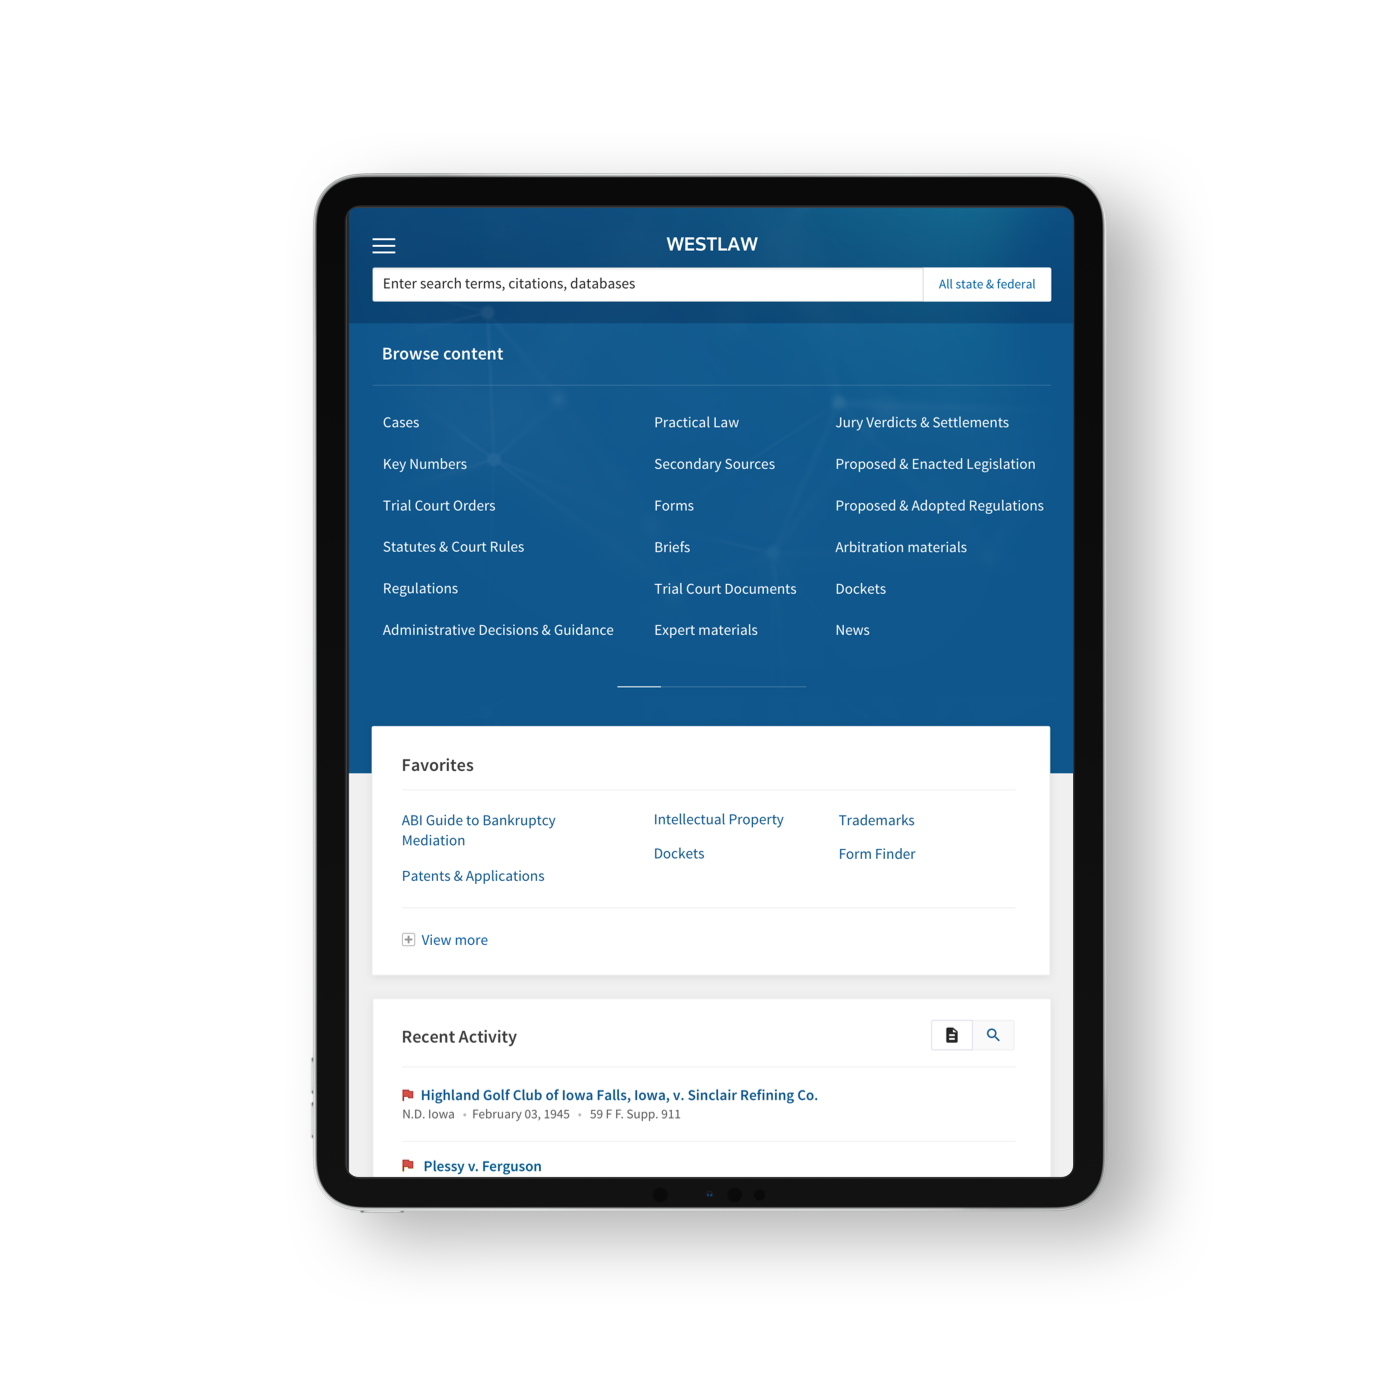 WESTLAW
Enter search terms, citations, databases
All state & federal
Browse content
Cases
Key Numbers
Trial Court Orders
Statutes & Court Rules
Regulations
Administrative Decisions & Guidance
Practical Law
Secondary Sources
Forms
Briefs
Trial Court Documents
Expert materials
Jury Verdicts & Settlements
Proposed & Enacted Legislation
Proposed & Adopted Regulations
Arbitration materials
Dockets
News
Favorites
ABI Guide to Bankruptcy
Mediation
Patents & Applications
Intellectual Property
Dockets
Trademarks
Form Finder
View more
Recent Activity
Highland Golf Club of Iowa Falls, Iowa, v. Sinclair Refining Co.
N.D. Iowa • February 03, 1945 • 59 F F. Supp. 911
Plessy v. Ferguson